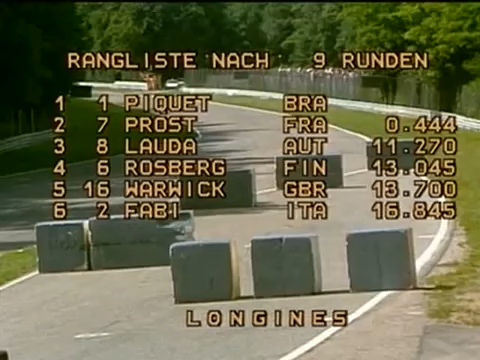 RANGLISTE NACH 9 RUNDEN
1 1 PIQUET BRA
2 7 PROST FRA 0.444
3 8 LAUDA AUT 11.270
4 6 ROSBERG FIN 13.045
5 16 WARWICK GBR 13.700
6 2 FABI ITA 16.845
LONGINES